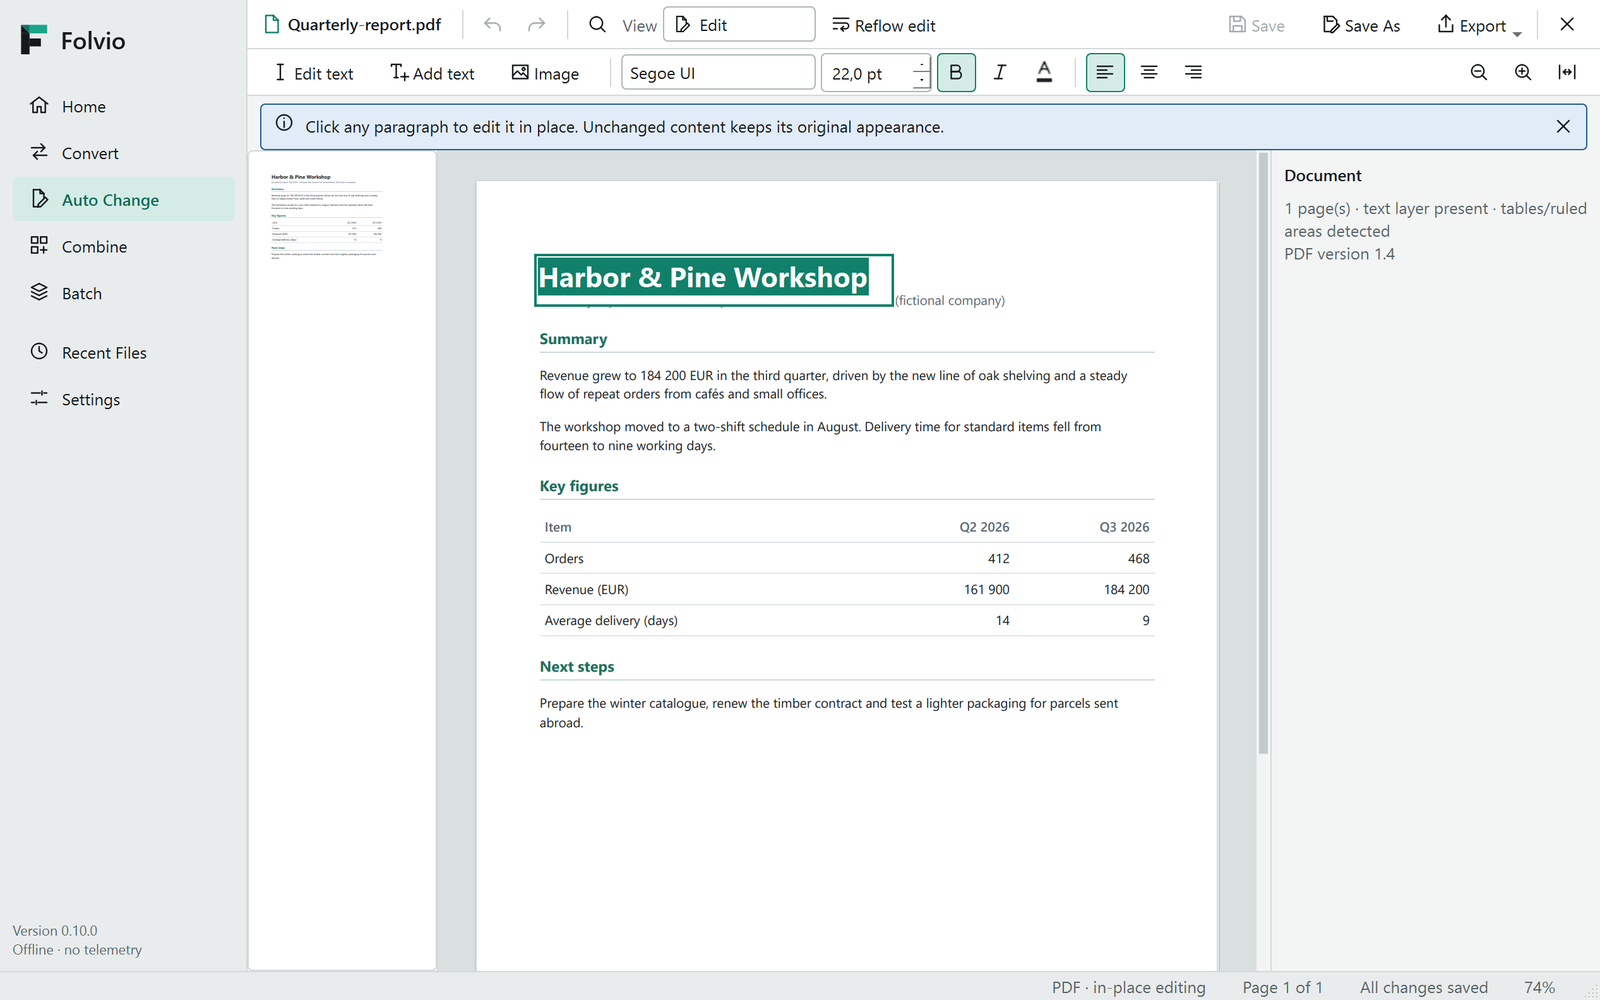 Folvio
Home
Convert
Auto Change
Combine
Batch
Recent Files
Settings
Version 0.10.0
Offline · no telemetry
Quarterly-report.pdf
View
Edit
Reflow edit
Save
Save As
Export
Edit text
Add text
Image
Segoe UI
22,0 pt
B
I
A
Click any paragraph to edit it in place. Unchanged content keeps its original appearance.
Harbor & Pine Workshop
Summary
Key figures
Next steps
Harbor & Pine Workshop
(fictional company)
Summary
Revenue grew to 184 200 EUR in the third quarter, driven by the new line of oak shelving and a steady
flow of repeat orders from cafés and small offices.
The workshop moved to a two-shift schedule in August. Delivery time for standard items fell from
fourteen to nine working days.
Key figures
Item Q2 2026 Q3 2026
Orders 412 468
Revenue (EUR) 161 900 184 200
Average delivery (days) 14 9
Next steps
Prepare the winter catalogue, renew the timber contract and test a lighter packaging for parcels sent
abroad.
Document
1 page(s) · text layer present · tables/ruled
areas detected
PDF version 1.4
PDF · in-place editing
Page 1 of 1
All changes saved
74%